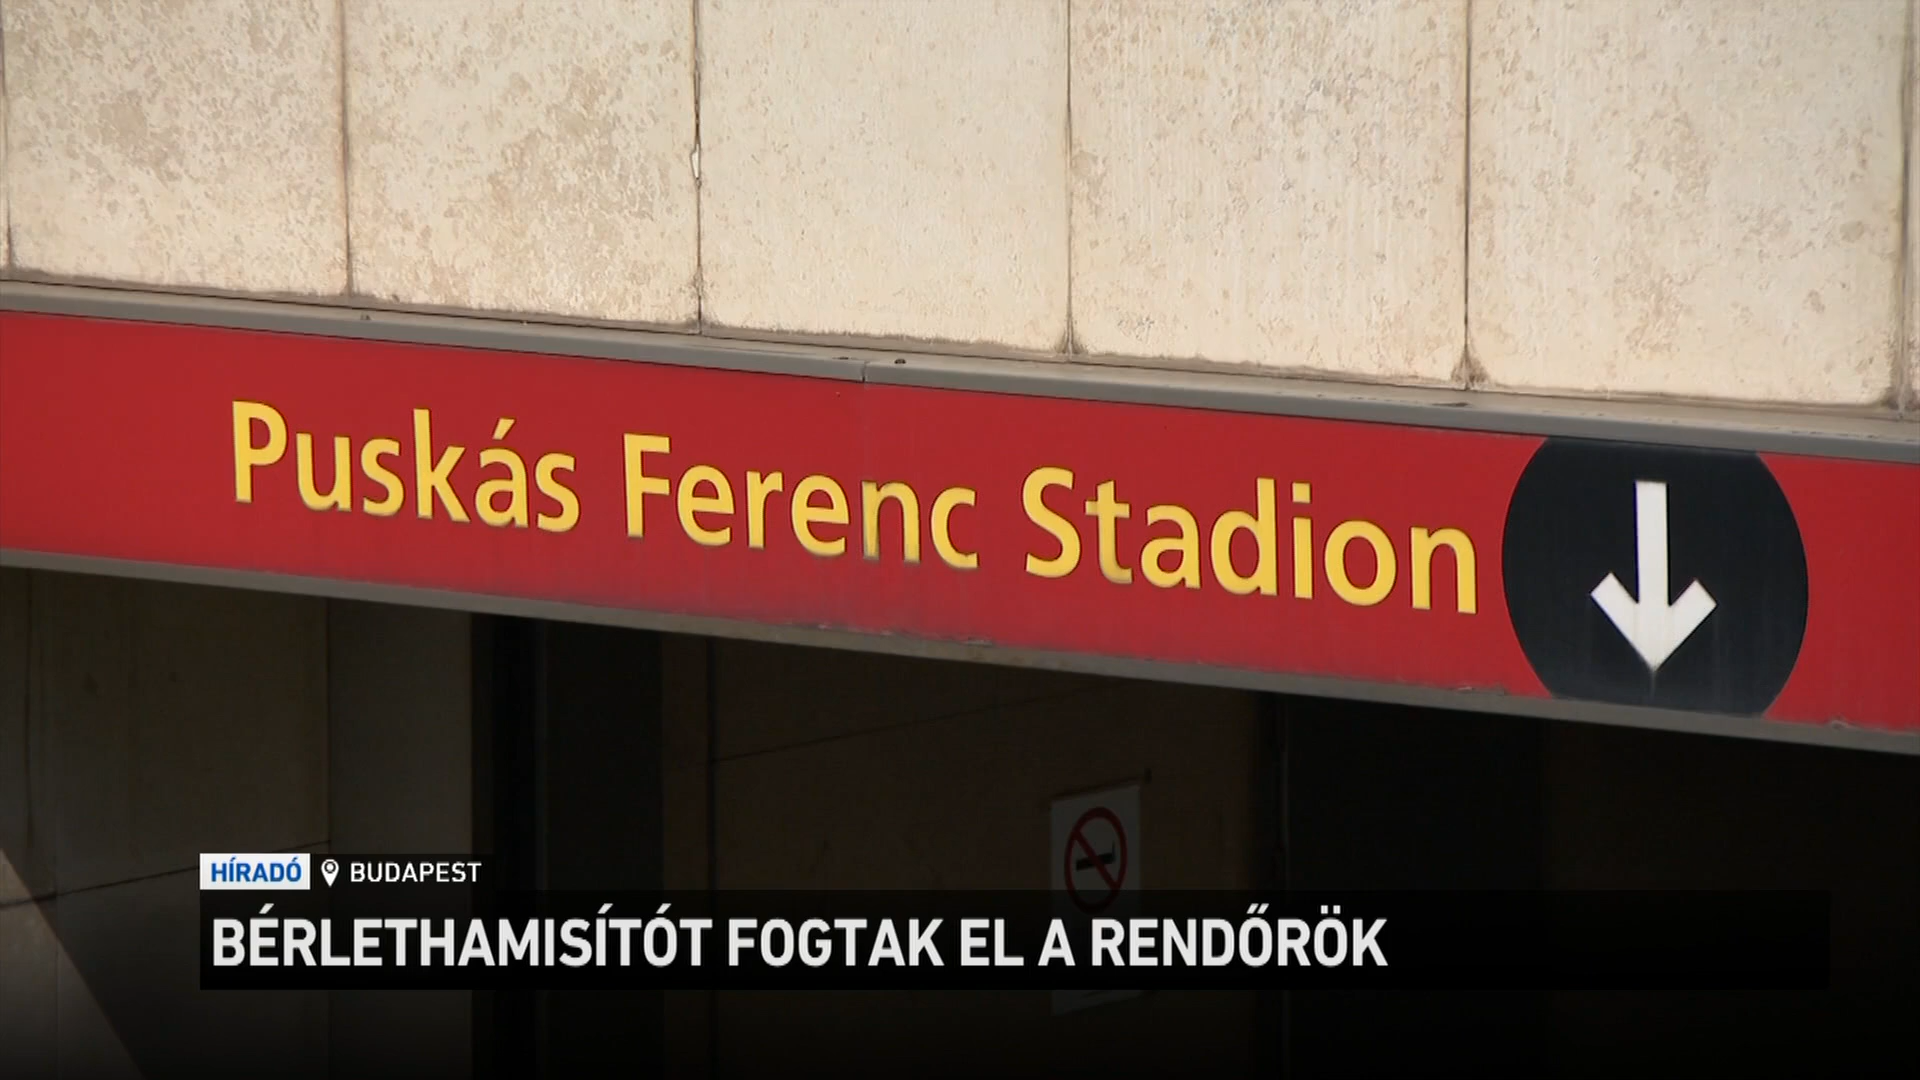 Puskás Ferenc Stadion
HÍRADÓ BUDAPEST
BÉRLETHAMISÍTÓT FOGTAK EL A RENDŐRÖK